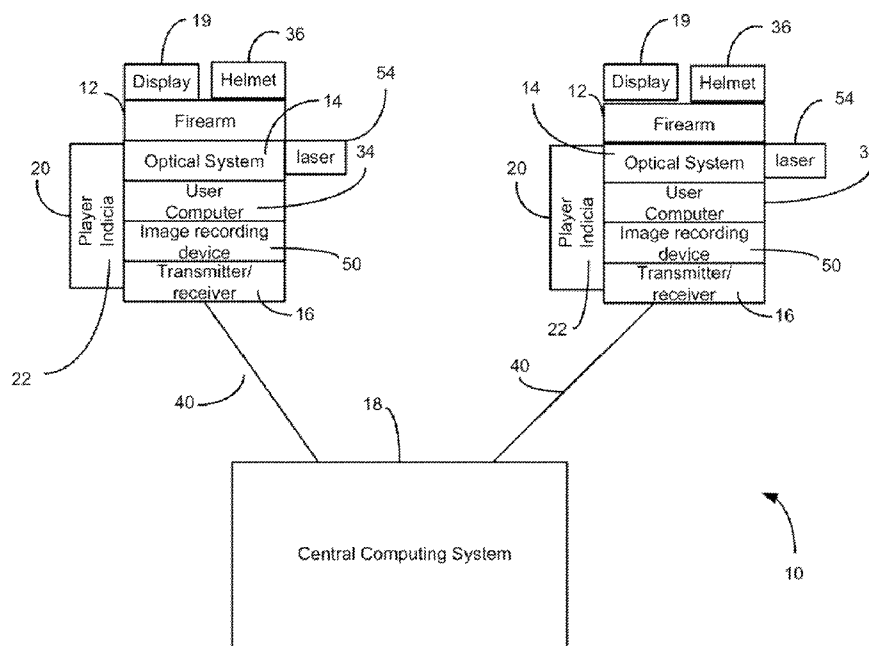 19
36
Display
Helmet
54
12
14
Firearm
Optical System
laser
34
20
User
Computer
Player
Indicia
Image recording
device
50
Transmitter/
receiver
16
22
40
19
36
Display
Helmet
54
12
14
Firearm
Optical System
laser
20
User
Computer
Player
Indicia
Image recording
device
50
Transmitter/
receiver
16
22
40
18
Central Computing System
10